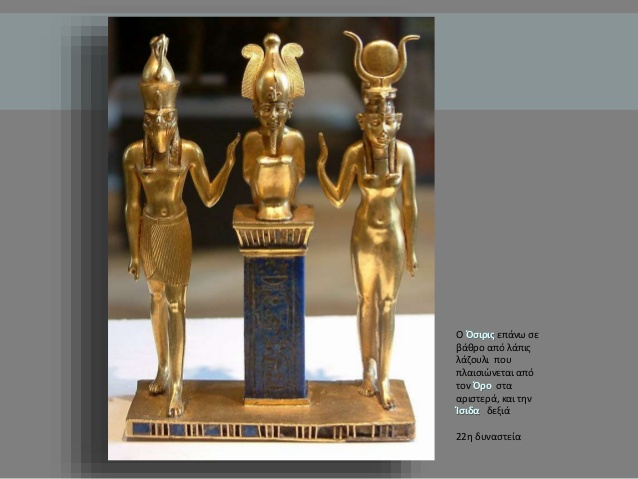 Ο Όσιρις επάνω σε
βάθρο από λάπις
λάζουλι που
πλαισιώνεται από
τον Όρο στα
αριστερά, και την
Ίσιδα δεξιά
22η δυναστεία